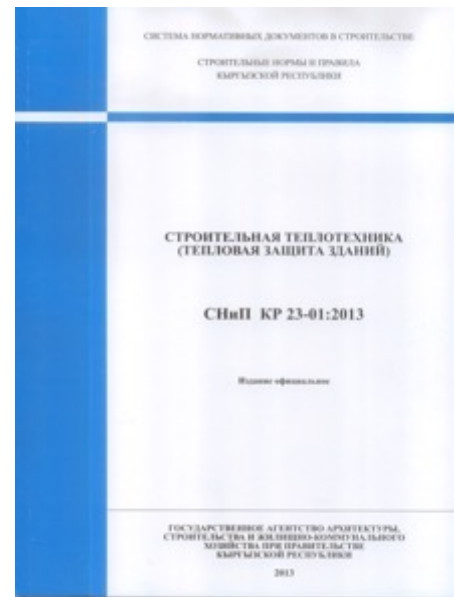 СИСТЕМА НОРМАТИВНЫХ ДОКУМЕНТОВ В СТРОИТЕЛЬСТВЕ
СТРОИТЕЛЬНЫЕ НОРМЫ И ПРАВИЛА
КЫРГЫЗСКОЙ РЕСПУБЛИКИ
СТРОИТЕЛЬНАЯ ТЕПЛОТЕХНИКА
(ТЕПЛОВАЯ ЗАЩИТА ЗДАНИЙ)
СНиП КР 23-01:2013
Издание официальное
ГОСУДАРСТВЕННОЕ АГЕНТСТВО АРХИТЕКТУРЫ,
СТРОИТЕЛЬСТВА И ЖИЛИЩНО-КОММУНАЛЬНОГО
ХОЗЯЙСТВА ПРИ ПРАВИТЕЛЬСТВЕ
КЫРГЫЗСКОЙ РЕСПУБЛИКИ
2013